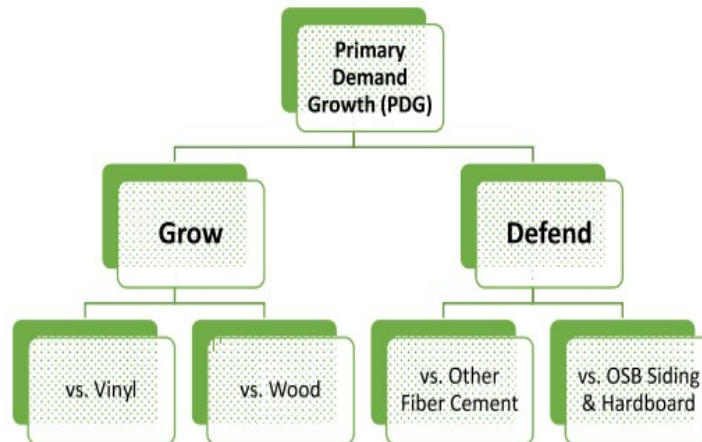 Primary
Demand
Growth (PDG)
Grow
Defend
vs. Vinyl
vs. Wood
vs. Other
Fiber Cement
vs. OSB Siding
& Hardboard